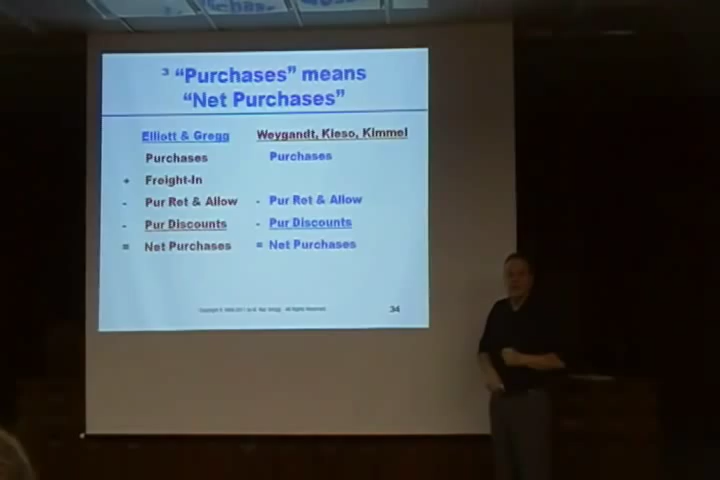 ³ “Purchases” means
“Net Purchases”
Elliott & Gregg Weygandt, Kieso, Kimmel
Purchases Purchases
+ Freight-In
- Pur Ret & Allow - Pur Ret & Allow
- Pur Discounts - Pur Discounts
= Net Purchases = Net Purchases
34